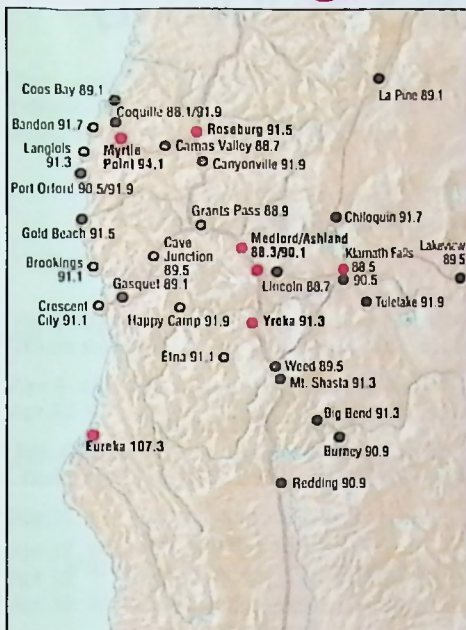 La Pine 89.1
Coos Bay 89.1
Coquille 88.1/91.9
Bandon 91.7
Roseburg 91.5
Myrtle
Point 94.1
Camas Valley 88.7
Langlois
91.3
Canyonville 91.9
Port Orford 90.5/91.9
Grants Pass 88.9
Chiloquin 91.7
Gold Beach 91.5
Medford/Ashland
88.3/90.1
Cave
Junction
89.5
Klamath Falls
88.5
90.5
Lakeview
89.5
Brookings
91.1
Lincoln 88.7
Gasquet 89.1
Tulelake 91.9
Crescent
City 91.1
Happy Camp 91.9
Yreka 91.3
Etna 91.1
Weed 89.5
Mt. Shasta 91.3
Big Bend 91.3
Eureka 107.3
Burney 90.9
Redding 90.9